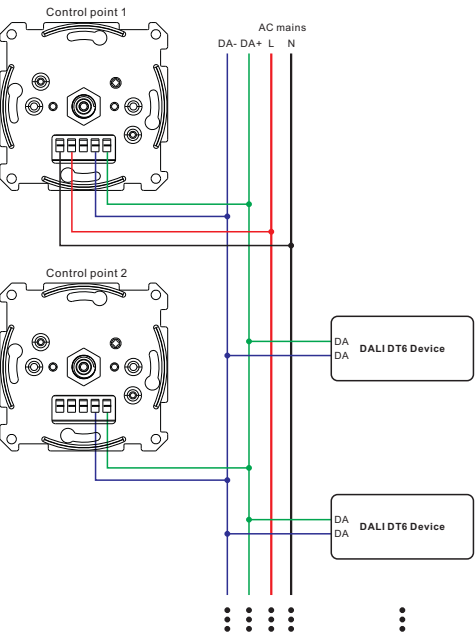 Control point 1
AC mains
DA- DA+ L N
Control point 2
DA
DALI DT6 Device
DA
DA
DALI DT6 Device
DA